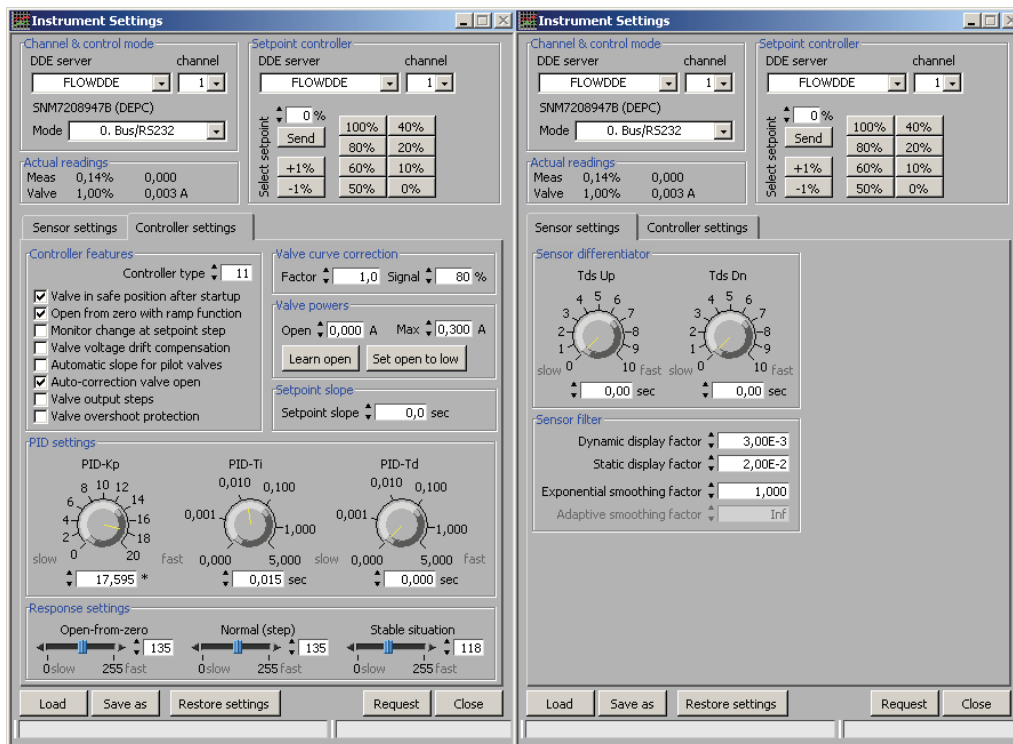 Instrument Settings
Channel & control mode
DDE server channel
FLOWDDE 1
SNM7208947B (DEPC)
Mode 0. Bus/RS232
Setpoint controller
DDE server channel
FLOWDDE 1
Select setpoint
0 %
Send
+1%
-1%
100% 40%
80% 20%
60% 10%
50% 0%
Actual readings
Meas 0,14% 0,000
Valve 1,00% 0,003 A
Sensor settings Controller settings
Controller features
Controller type 11
Valve in safe position after startup
Open from zero with ramp function
Monitor change at setpoint step
Valve voltage drift compensation
Automatic slope for pilot valves
Auto-correction valve open
Valve output steps
Valve overshoot protection
Valve curve correction
Factor 1,0 Signal 80 %
Valve powers
Open 0,000 A Max 0,300 A
Learn open Set open to low
Setpoint slope
Setpoint slope 0,0 sec
PID settings
PID-Kp
0 2 4 6 8 10 12 14 16 18 20
slow fast
17,595 *
PID-Ti
0,000 0,001 0,010 0,100 1,000 5,000
0,015 sec
PID-Td
0,000 0,001 0,010 0,100 1,000 5,000
slow fast
0,000 sec
Response settings
Open-from-zero
135
0 slow 255 fast
Normal (step)
135
0 slow 255 fast
Stable situation
118
0 slow 255 fast
Load Save as Restore settings Request Close
Instrument Settings
Channel & control mode
DDE server channel
FLOWDDE 1
SNM7208947B (DEPC)
Mode 0. Bus/RS232
Setpoint controller
DDE server channel
FLOWDDE 1
Select setpoint
0 %
Send
+1%
-1%
100% 40%
80% 20%
60% 10%
50% 0%
Actual readings
Meas 0,14% 0,000
Valve 1,00% 0,003 A
Sensor settings Controller settings
Sensor differentiator
Tds Up
0 1 2 3 4 5 6 7 8 9 10
slow fast
0,00 sec
Tds Dn
0 1 2 3 4 5 6 7 8 9 10
slow fast
0,00 sec
Sensor filter
Dynamic display factor 3,00E-3
Static display factor 2,00E-2
Exponential smoothing factor 1,000
Adaptive smoothing factor Inf
Load Save as Restore settings Request Close